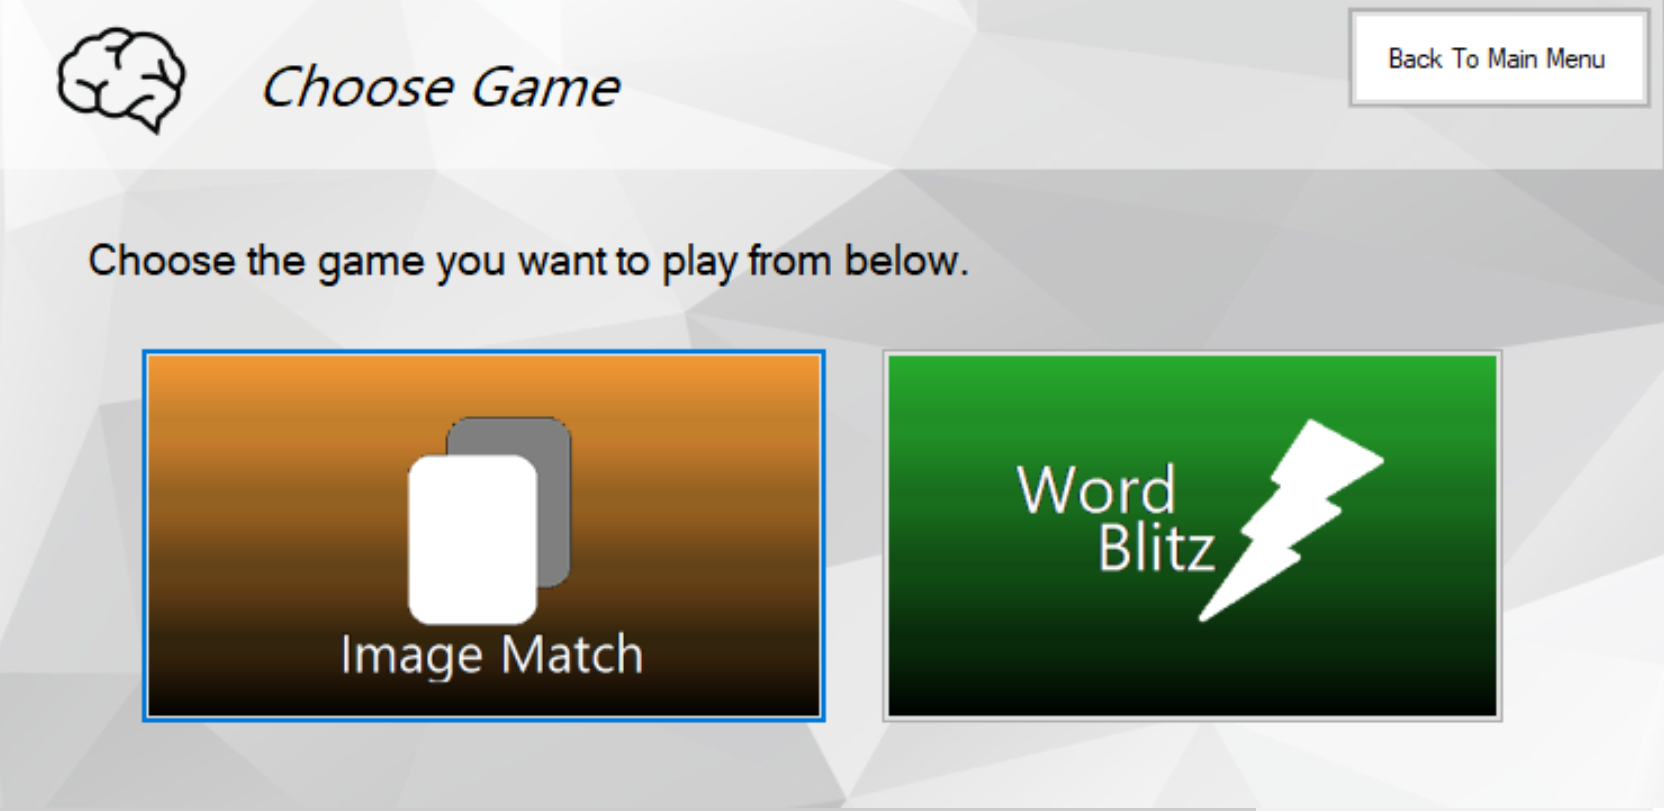 Choose Game
Back To Main Menu
Choose the game you want to play from below.
Image Match
Word
Blitz